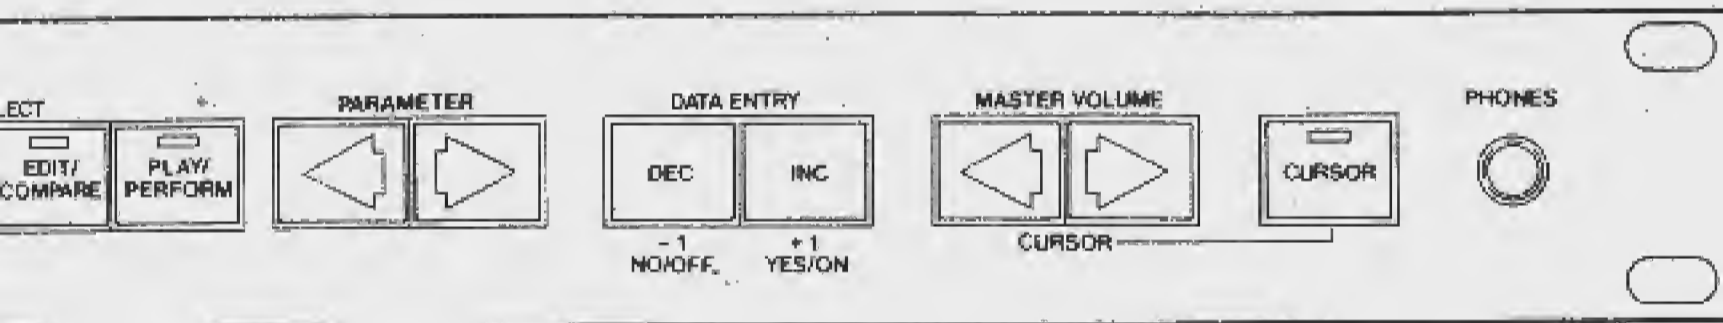 LECT
EDIT/
COMPARE
PLAY/
PERFORM
PARAMETER
DATA ENTRY
DEC
INC
- 1
NO/OFF
+ 1
YES/ON
MASTER VOLUME
CURSOR
CURSOR
PHONES